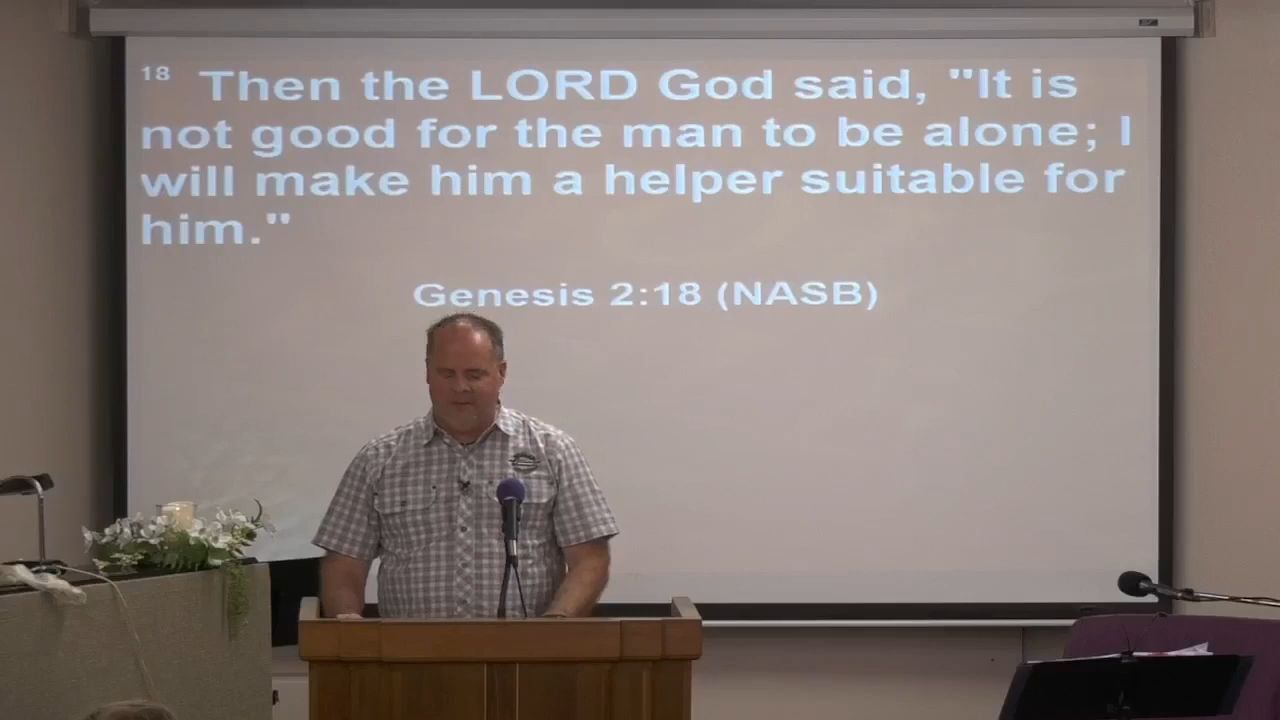 18 Then the LORD God said, "It is
not good for the man to be alone; I
will make him a helper suitable for
him."
Genesis 2:18 (NASB)